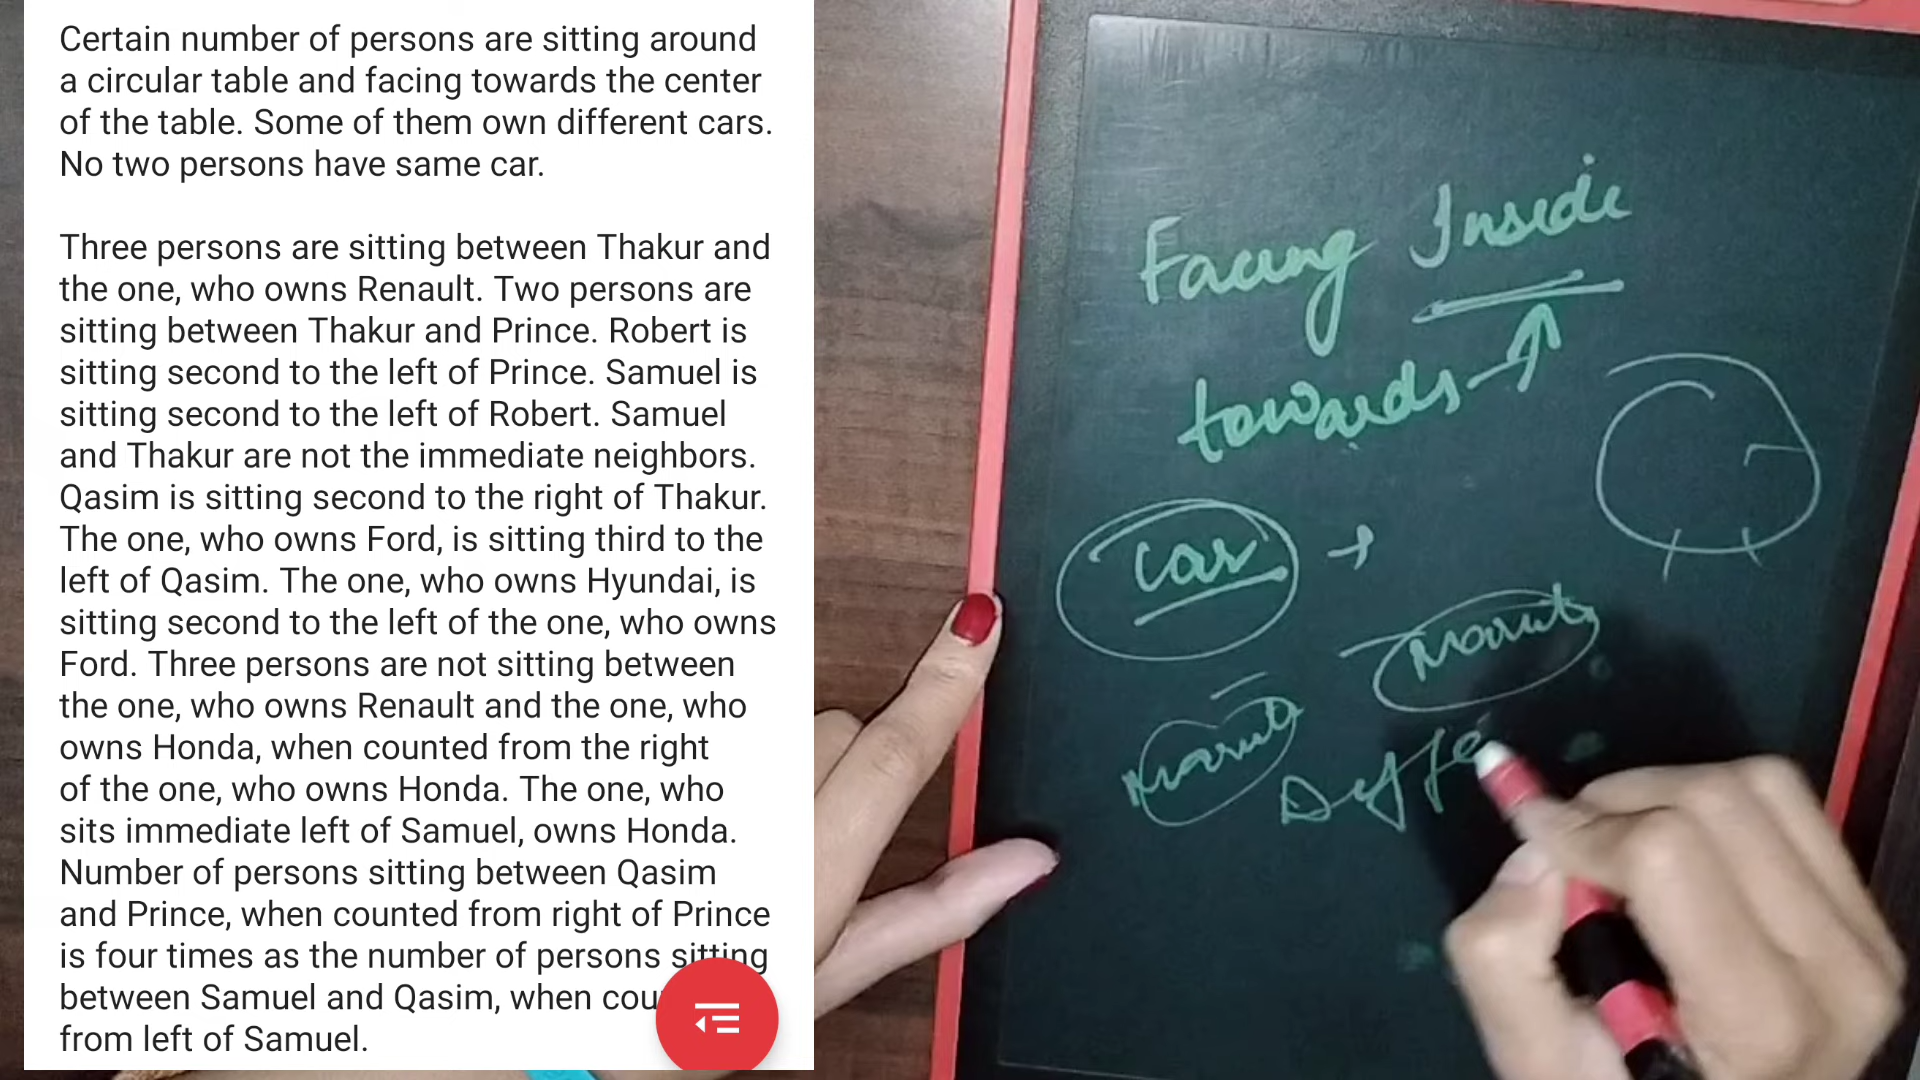 Certain number of persons are sitting around
a circular table and facing towards the center
of the table. Some of them own different cars.
No two persons have same car.
Three persons are sitting between Thakur and
the one, who owns Renault. Two persons are
sitting between Thakur and Prince. Robert is
sitting second to the left of Prince. Samuel is
sitting second to the left of Robert. Samuel
and Thakur are not the immediate neighbors.
Qasim is sitting second to the right of Thakur.
The one, who owns Ford, is sitting third to the
left of Qasim. The one, who owns Hyundai, is
sitting second to the left of the one, who owns
Ford. Three persons are not sitting between
the one, who owns Renault and the one, who
owns Honda, when counted from the right
of the one, who owns Honda. The one, who
sits immediate left of Samuel, owns Honda.
Number of persons sitting between Qasim
and Prince, when counted from right of Prince
is four times as the number of persons sitting
between Samuel and Qasim, when cou
from left of Samuel.
Facing Inside
towards
Car
Maruti
Maruti
Diffe